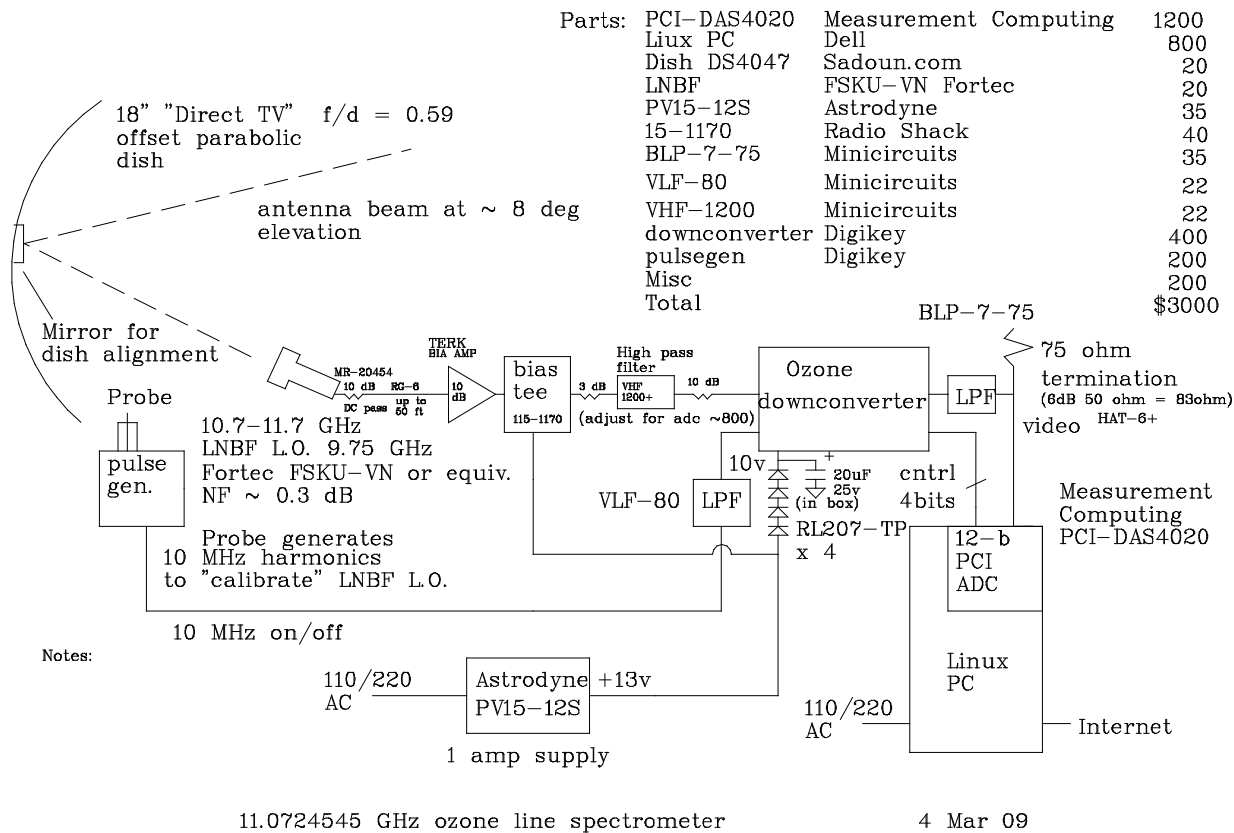 Parts: PCI-DAS4020 Measurement Computing 1200
Liux PC Dell 800
Dish DS4047 Sadoun.com 20
LNBF FSKU-VN Fortec 20
PV15-12S Astrodyne 35
15-1170 Radio Shack 40
BLP-7-75 Minicircuits 35
VLF-80 Minicircuits 22
VHF-1200 Minicircuits 22
downconverter Digikey 400
pulsegen Digikey 200
Misc 200
Total $3000
18" "Direct TV" f/d = 0.59
offset parabolic
dish
antenna beam at ~ 8 deg
elevation
Mirror for
dish alignment
MR-20454
10 dB
DC pass
RG-6
up to
50 ft
TERK
BIA AMP
10
dB
bias
tee
115-1170
3 dB
High pass
filter
VHF
1200+
10 dB
(adjust for adc ~800)
Ozone
downconverter
BLP-7-75
LPF
75 ohm
termination
(6dB 50 ohm = 83ohm)
HAT-6+
video
Probe
pulse
gen.
10.7-11.7 GHz
LNBF L.O. 9.75 GHz
Fortec FSKU-VN or equiv.
NF ~ 0.3 dB
Probe generates
10 MHz harmonics
to "calibrate" LNBF L.O.
VLF-80
LPF
10v
+
20uF
25v
(in box)
RL207-TP
x 4
cntrl
4bits
12-b
PCI
ADC
Measurement
Computing
PCI-DAS4020
10 MHz on/off
Notes:
110/220
AC
Astrodyne
PV15-12S
+13v
1 amp supply
Linux
PC
110/220
AC
Internet
11.0724545 GHz ozone line spectrometer 4 Mar 09